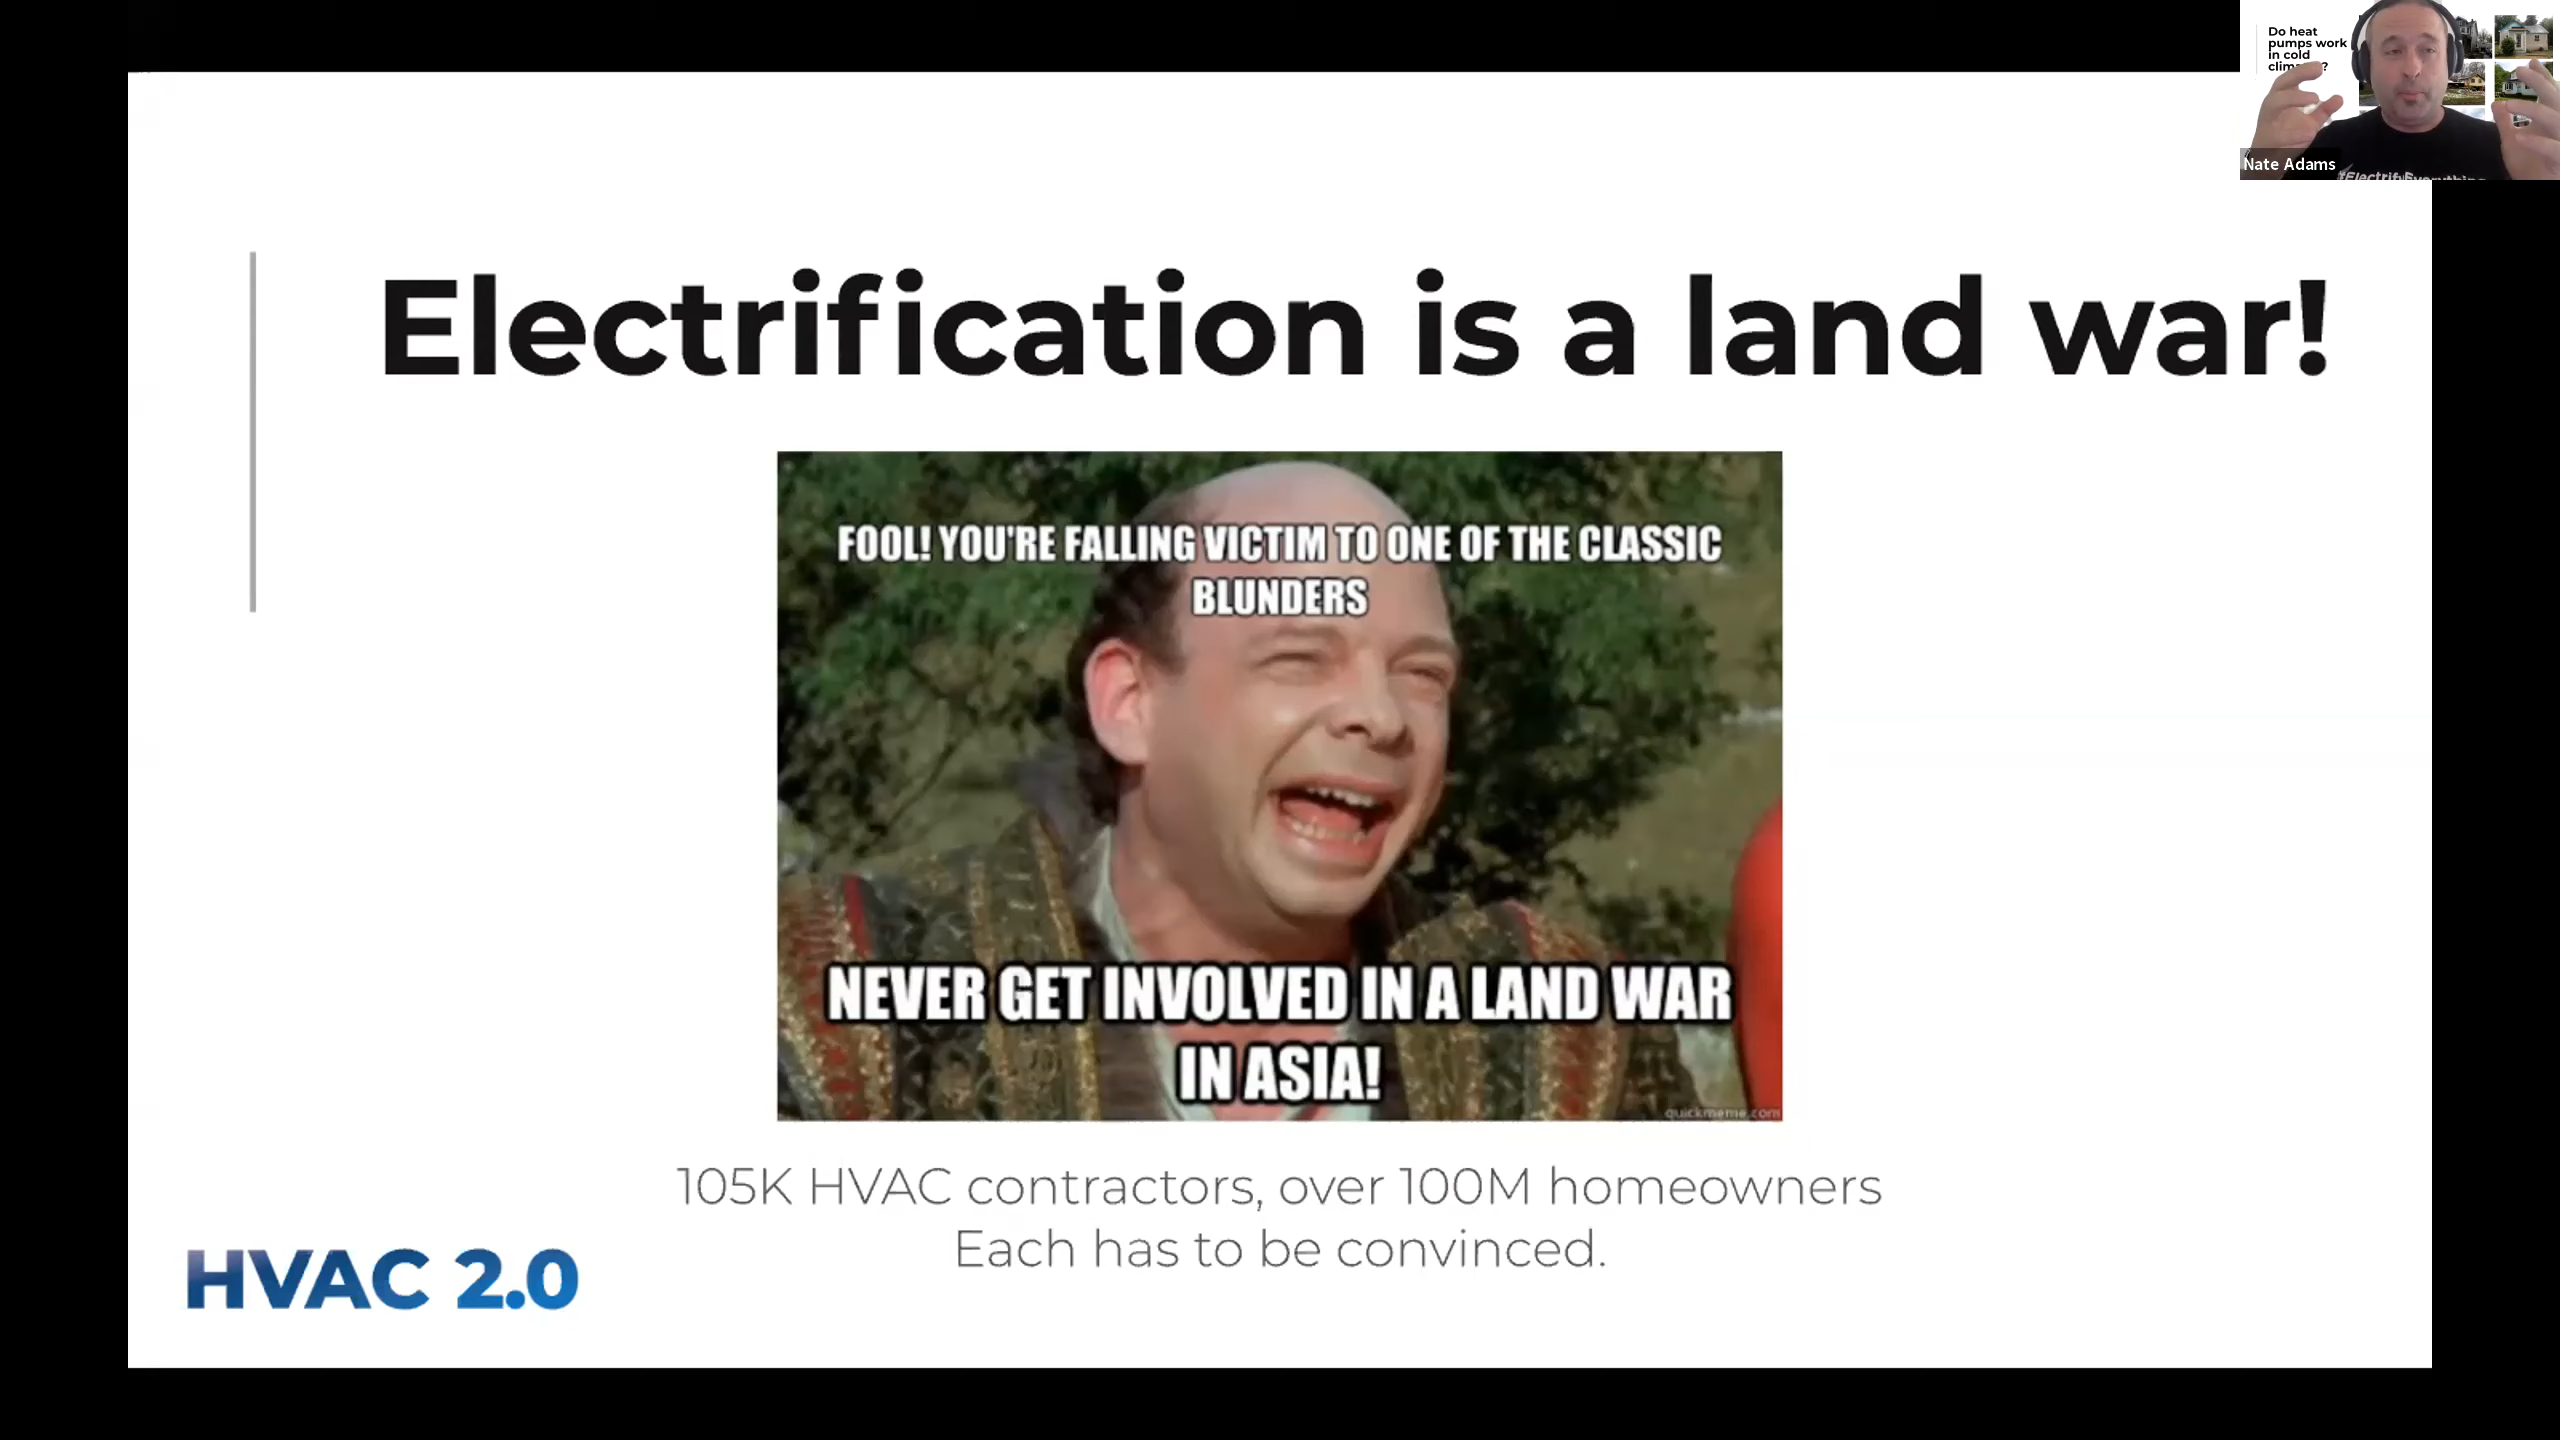 Do heat
pumps work
in cold
Nate Adams
Electrification is a land war!
FOOL! YOU'RE FALLING VICTIM TO ONE OF THE CLASSIC
BLUNDERS
NEVER GET INVOLVED IN A LAND WAR
IN ASIA!
quickmeme.com
105K HVAC contractors, over 100M homeowners
Each has to be convinced.
HVAC 2.0